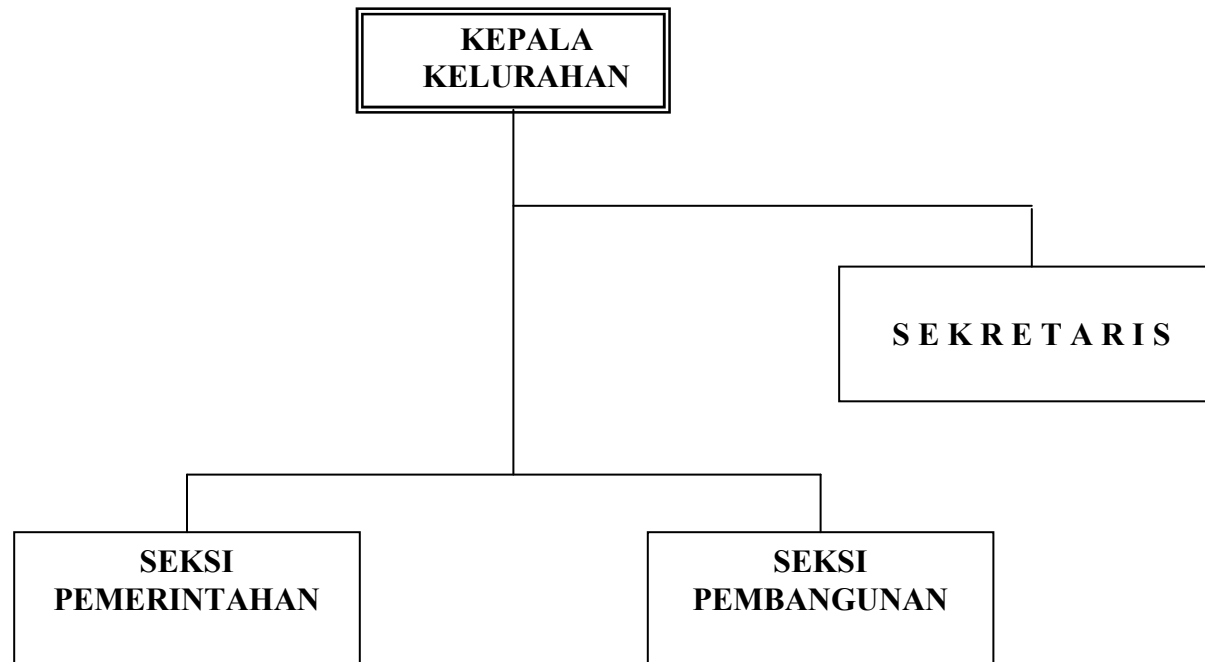 KEPALA
KELURAHAN
S E K R E T A R I S
SEKSI
PEMERINTAHAN
SEKSI
PEMBANGUNAN